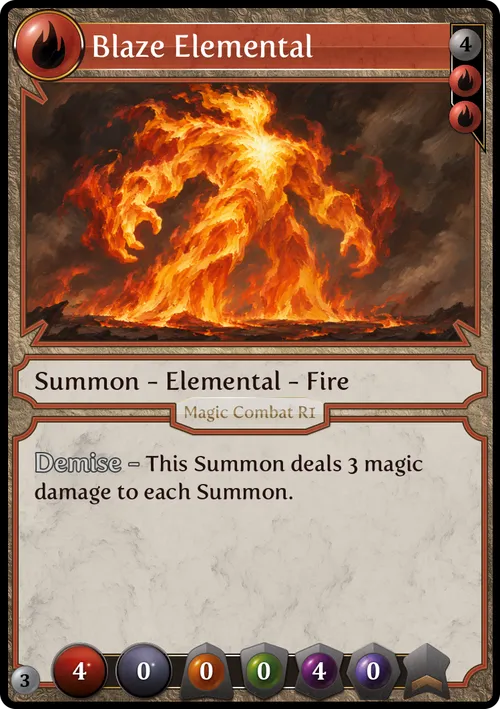 Blaze Elemental
4
Summon – Elemental – Fire
Magic Combat R1
Demise – This Summon deals 3 magic
damage to each Summon.
3 4* 0* 0 0 4 0